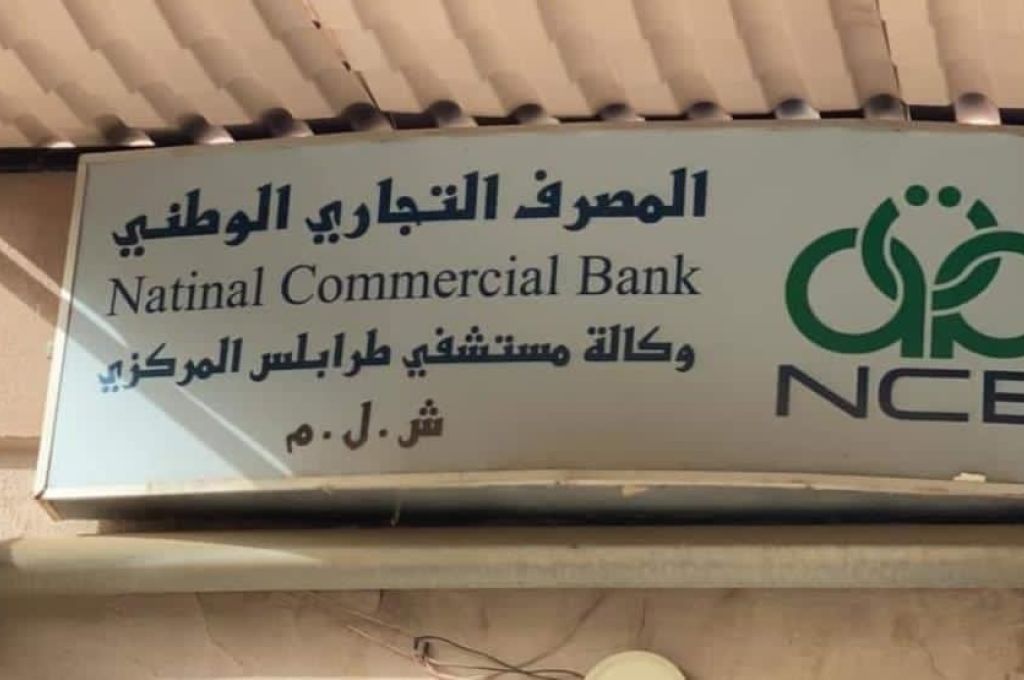 المصرف التجاري الوطني
Natinal Commercial Bank
وكالة مستشفي طرابلس المركزي
ش.ل.م
NCB